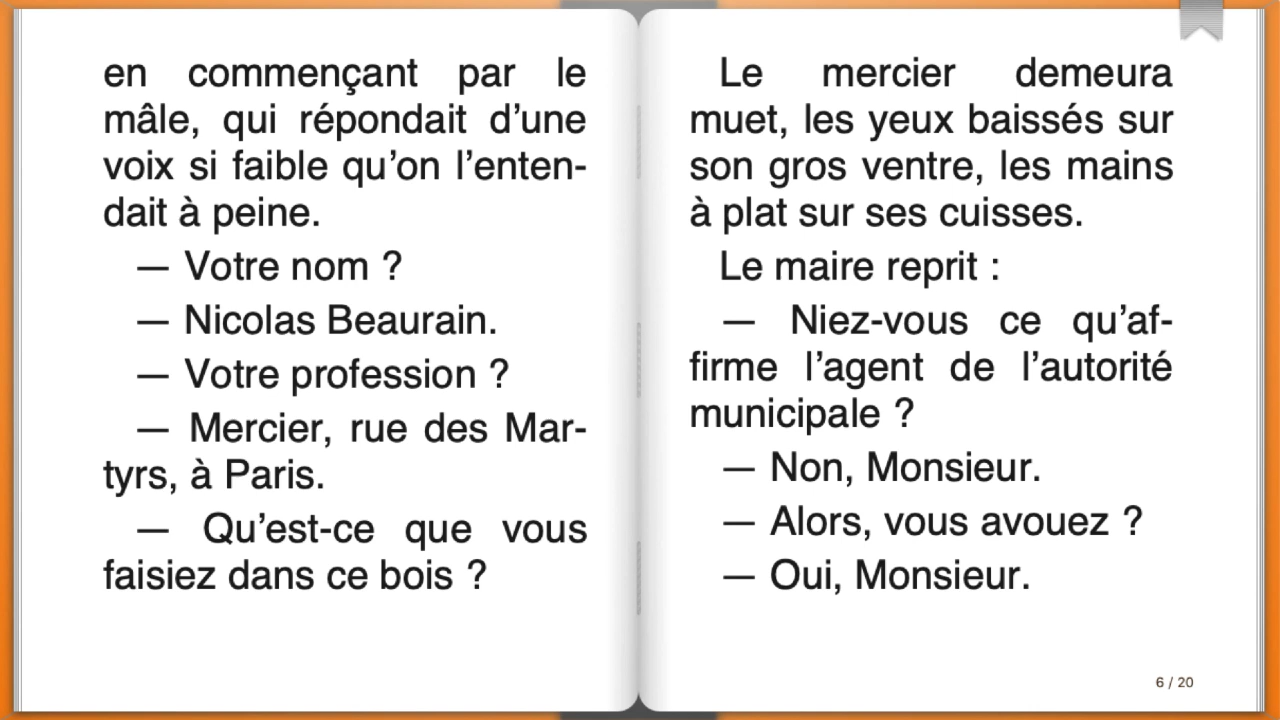 en commençant par le
mâle, qui répondait d’une
voix si faible qu’on l’enten-
dait à peine.
— Votre nom ?
— Nicolas Beaurain.
— Votre profession ?
— Mercier, rue des Mar-
tyrs, à Paris.
— Qu’est-ce que vous
faisiez dans ce bois ?
Le mercier demeura
muet, les yeux baissés sur
son gros ventre, les mains
à plat sur ses cuisses.
Le maire reprit :
— Niez-vous ce qu’af-
firme l’agent de l’autorité
municipale ?
— Non, Monsieur.
— Alors, vous avouez ?
— Oui, Monsieur.
6 / 20